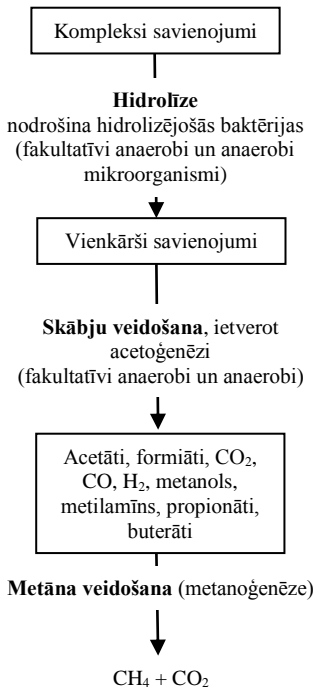 Kompleksi savienojumi
Hidrolīze
nodrošina hidrolizējošās baktērijas
(fakultatīvi anaerobi un anaerobi
mikroorganismi)
Vienkārši savienojumi
Skābju veidošana, ietverot
acetoģenēzi
(fakultatīvi anaerobi un anaerobi)
Acetāti, formiāti, CO₂,
CO, H₂, metanols,
metilamīns, propionāti,
buterāti
Metāna veidošana (metanoģenēze)
CH₄ + CO₂